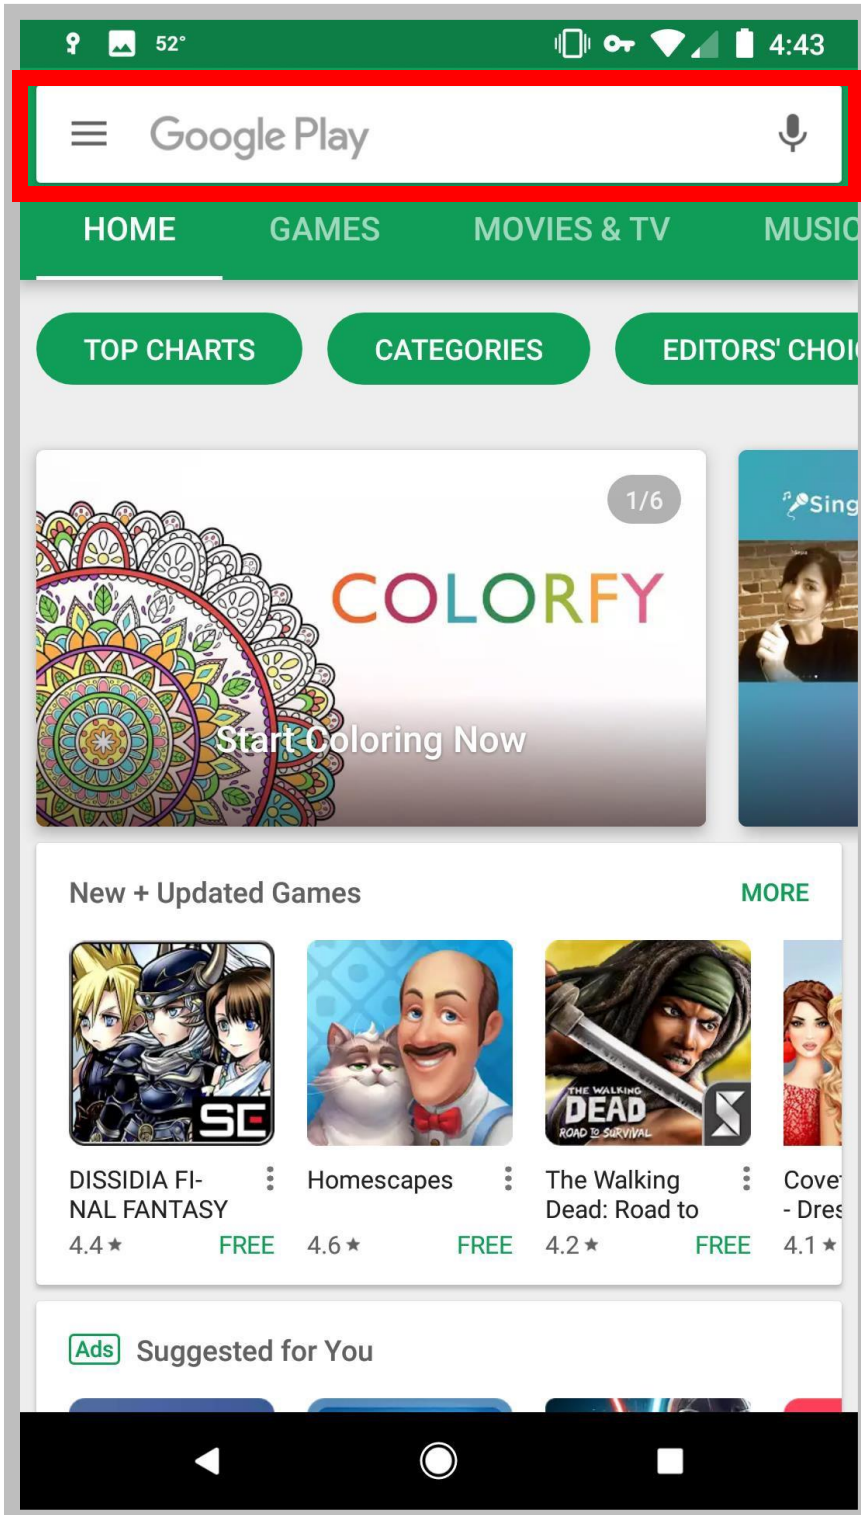 52°
4:43
Google Play
HOME GAMES MOVIES & TV MUSIC
TOP CHARTS CATEGORIES EDITORS' CHOI
1/6
Sing
COLORFY
Start Coloring Now
New + Updated Games MORE
THE WALKING
DEAD
ROAD TO SURVIVAL
SE
DISSIDIA FI-
NAL FANTASY
4.4 ★ FREE
Homescapes
4.6 ★ FREE
The Walking
Dead: Road to
4.2 ★ FREE
Cove
- Dres
4.1 ★
Ads Suggested for You